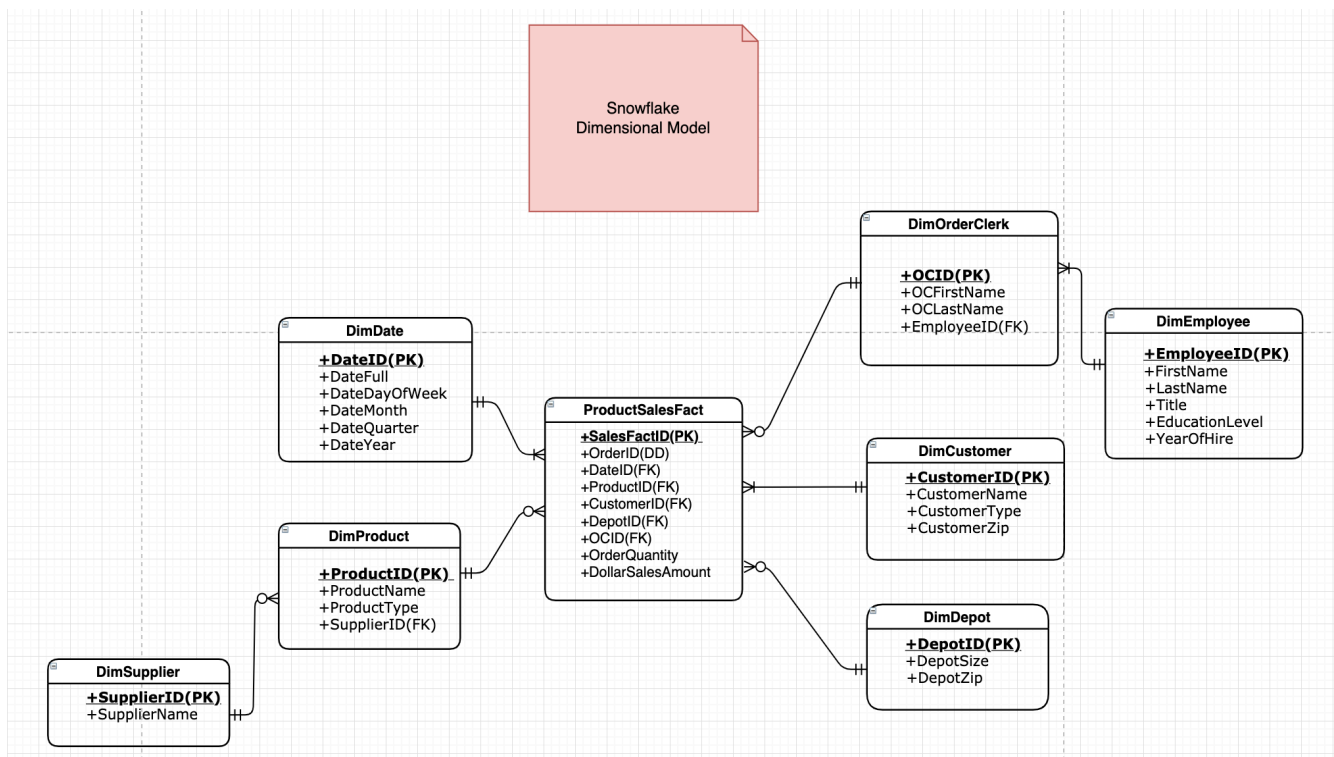 Snowflake
Dimensional Model
DimOrderClerk
+OCID(PK)
+OCFirstName
+OCLastName
+EmployeeID(FK)
DimEmployee
+EmployeeID(PK)
+FirstName
+LastName
+Title
+EducationLevel
+YearOfHire
DimDate
+DateID(PK)
+DateFull
+DateDayOfWeek
+DateMonth
+DateQuarter
+DateYear
ProductSalesFact
+SalesFactID(PK)
+OrderID(DD)
+DateID(FK)
+ProductID(FK)
+CustomerID(FK)
+DepotID(FK)
+OCID(FK)
+OrderQuantity
+DollarSalesAmount
DimCustomer
+CustomerID(PK)
+CustomerName
+CustomerType
+CustomerZip
DimProduct
+ProductID(PK)
+ProductName
+ProductType
+SupplierID(FK)
DimDepot
+DepotID(PK)
+DepotSize
+DepotZip
DimSupplier
+SupplierID(PK)
+SupplierName